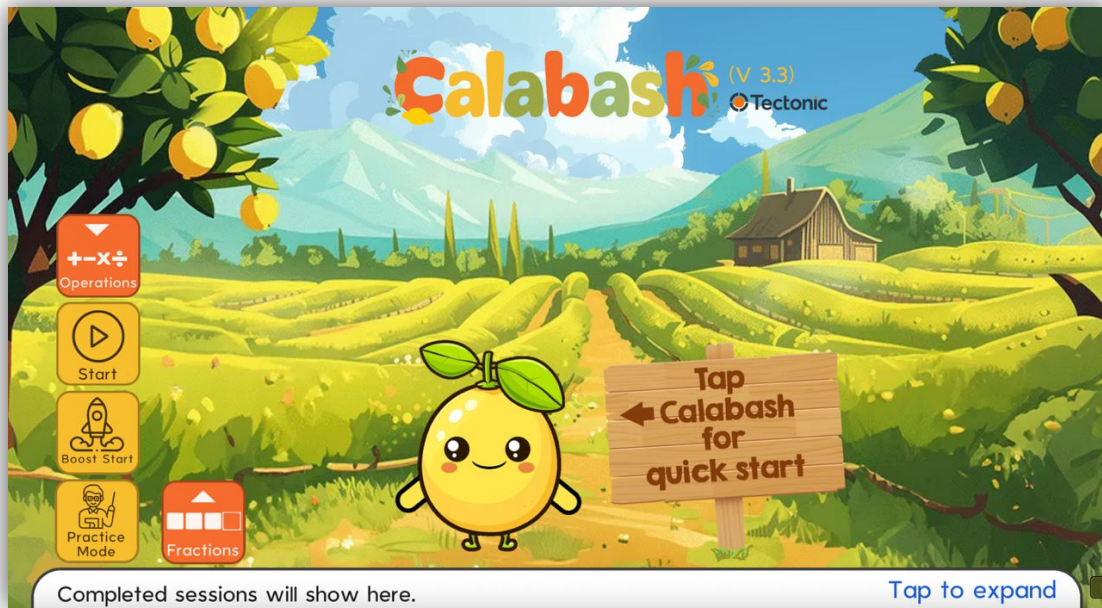 Calabash
(V 3.3)
Tectonic
+−×÷
Operations
Start
Boost Start
Practice
Mode
Fractions
Tap
Calabash
for
quick start
Completed sessions will show here.
Tap to expand